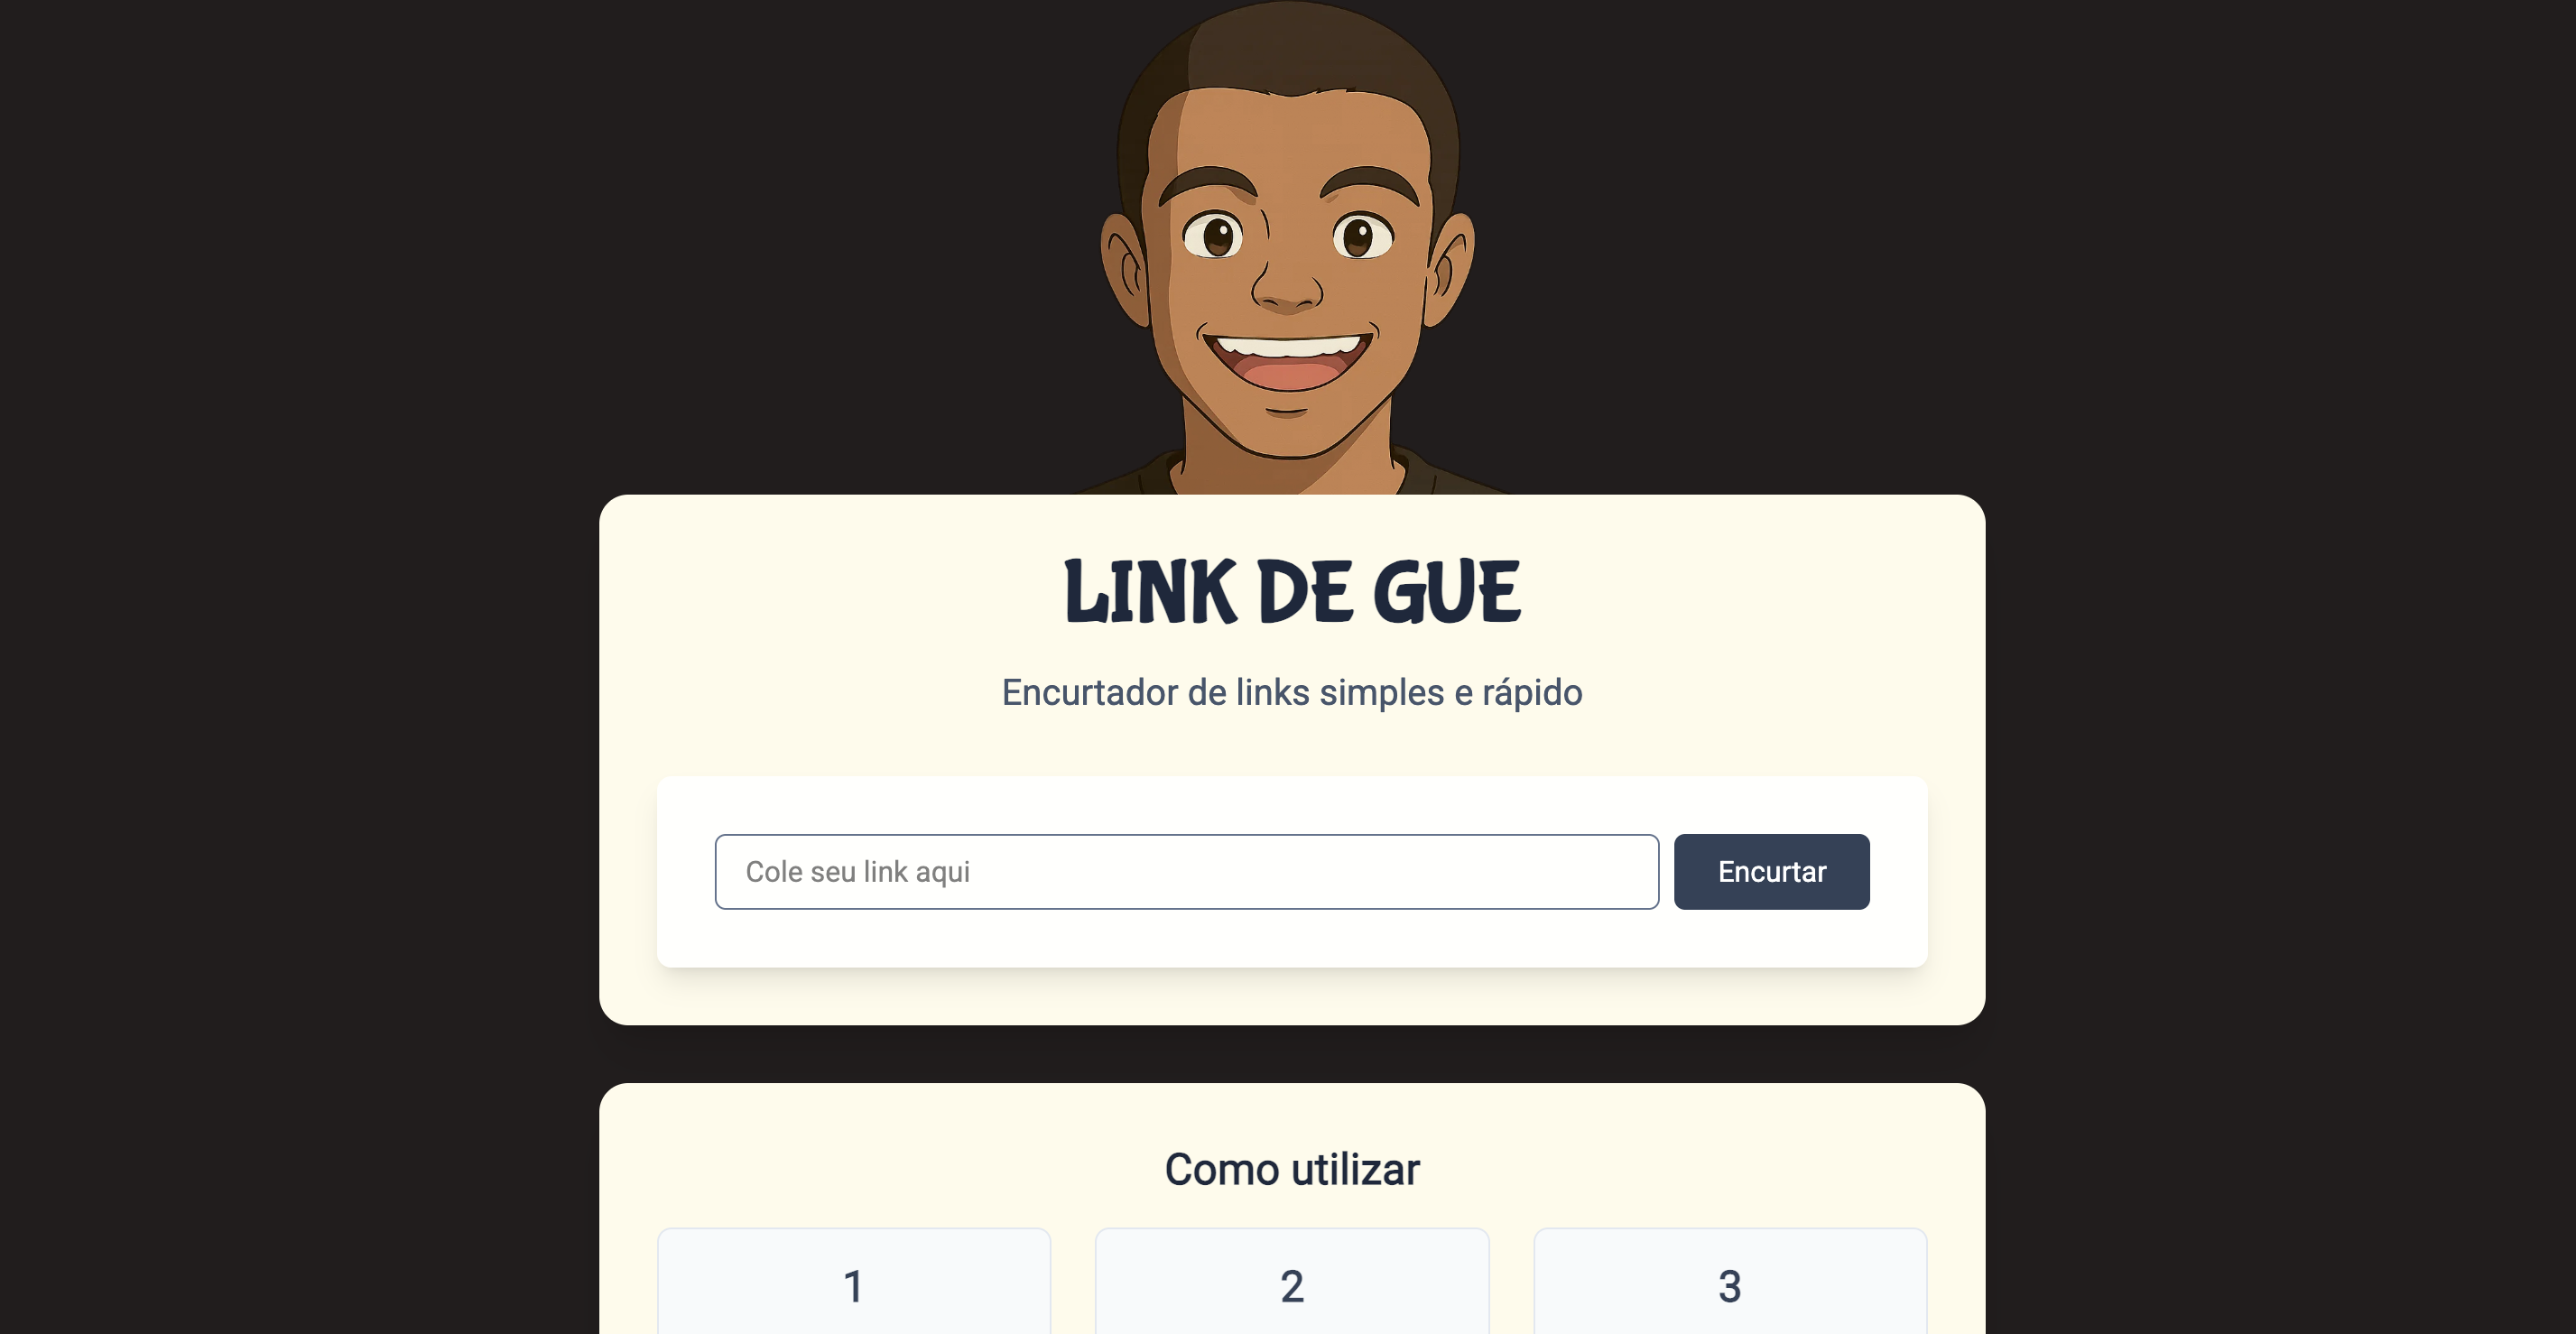 LINK DE GUE
Encurtador de links simples e rápido
Cole seu link aqui
Encurtar
Como utilizar
1
2
3